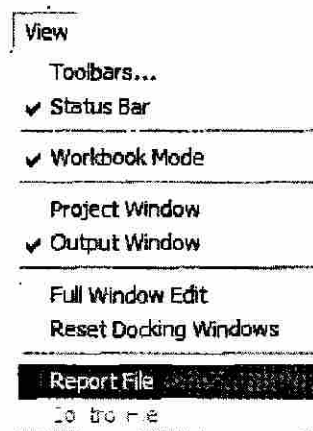 View
Toolbars...
Status Bar
Workbook Mode
Project Window
Output Window
Full Window Edit
Reset Docking Windows
Report File